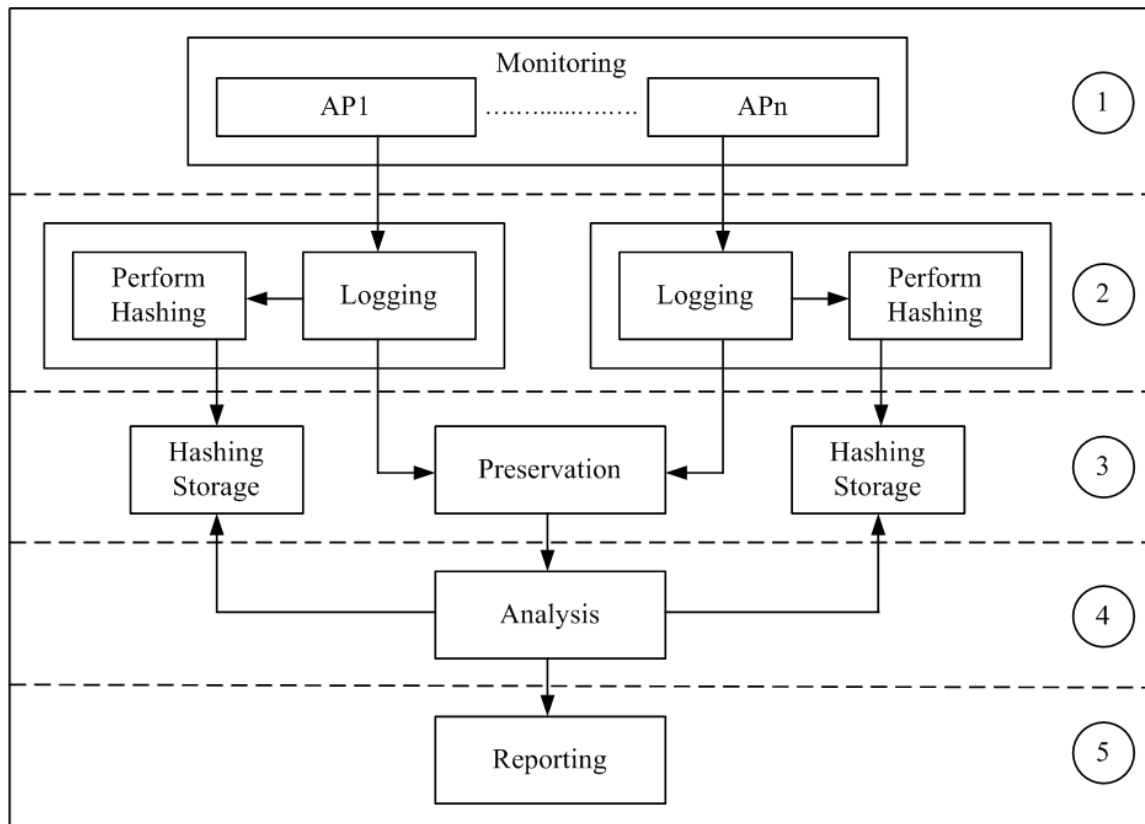 Monitoring
AP1
....……......…..…..
APn
1
Perform
Hashing
Logging
Logging
Perform
Hashing
2
Hashing
Storage
Preservation
Hashing
Storage
3
Analysis
4
Reporting
5